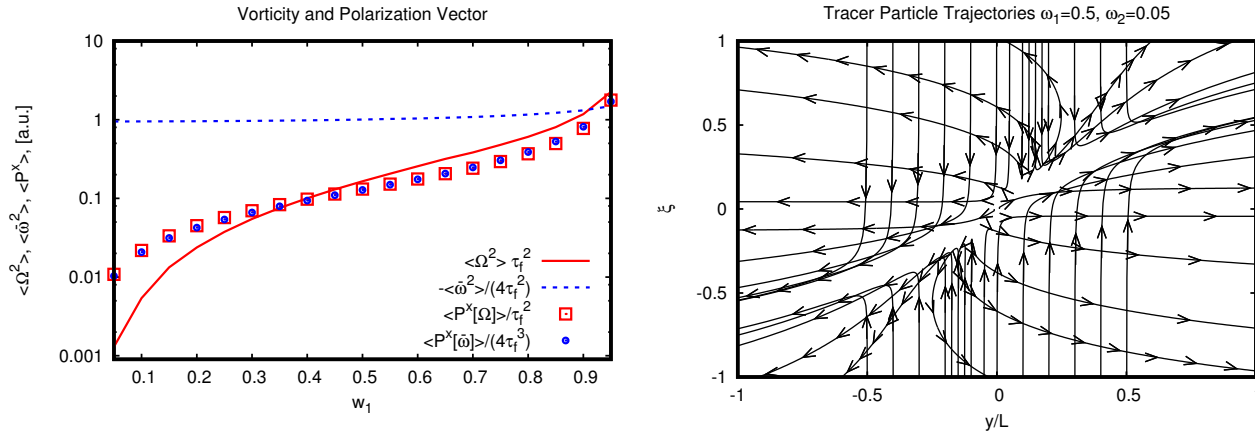 Vorticity and Polarization Vector
<Ω²>, <ω̄²>, <Pˣ>, [a.u.]
10
1
0.1
0.01
0.001
<Ω²> τf²
-<ω̄²>/(4τf²)
<Pˣ[Ω]>/τf²
<Pˣ[ω̄]>/(4τf³)
0.1 0.2 0.3 0.4 0.5 0.6 0.7 0.8 0.9
w₁
Tracer Particle Trajectories ω₁=0.5, ω₂=0.05
ξ
1
0.5
0
-0.5
-1
-1 -0.5 0 0.5
y/L